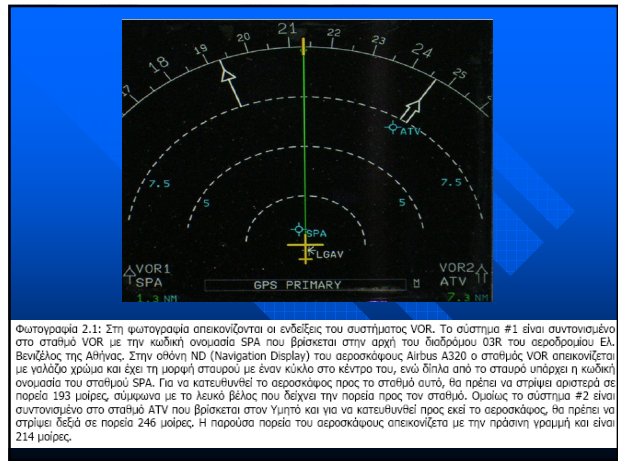 17 18 19 20 21 22 23 24 25
ATV
7.5 7.5
5 5
SPA
LGAV
VOR1 VOR2
SPA GPS PRIMARY M ATV
1.3 NM 7.3 NM
Φωτογραφία 2.1: Στη φωτογραφία απεικονίζονται οι ενδείξεις του συστήματος VOR. Το σύστημα #1 είναι συντονισμένο
στο σταθμό VOR με την κωδική ονομασία SPA που βρίσκεται στην αρχή του διαδρόμου 03R του αεροδρομίου Ελ.
Βενιζέλος της Αθήνας. Στην οθόνη ND (Navigation Display) του αεροσκάφους Airbus A320 ο σταθμός VOR απεικονίζεται
με γαλάζιο χρώμα και έχει τη μορφή σταυρού με έναν κύκλο στο κέντρο του, ενώ δίπλα από το σταυρό υπάρχει η κωδική
ονομασία του σταθμού SPA. Για να κατευθυνθεί το αεροσκάφος προς το σταθμό αυτό, θα πρέπει να στρίψει αριστερά σε
πορεία 193 μοίρες, σύμφωνα με το λευκό βέλος που δείχνει την πορεία προς τον σταθμό. Ομοίως το σύστημα #2 είναι
συντονισμένο στο σταθμό ATV που βρίσκεται στον Υμητό και για να κατευθυνθεί προς εκεί το αεροσκάφος, θα πρέπει να
στρίψει δεξιά σε πορεία 246 μοίρες. Η παρούσα πορεία του αεροσκάφους απεικονίζετα με την πράσινη γραμμή και είναι
214 μοίρες.